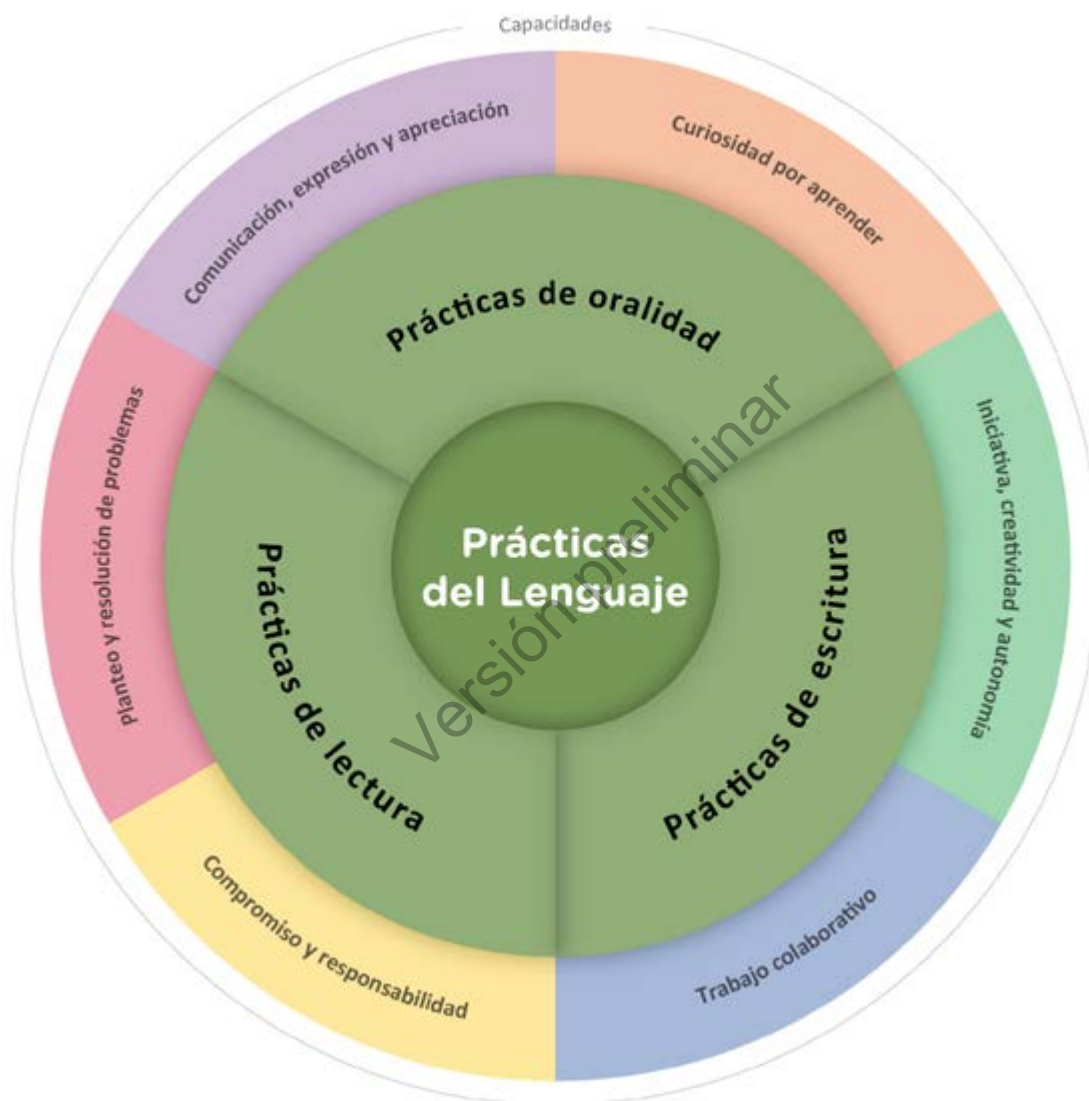 Capacidades
Comunicación, expresión y apreciación
Curiosidad por aprender
Prácticas de oralidad
Planteo y resolución de problemas
Iniciativa, creatividad y autonomía
Prácticas
del Lenguaje
Prácticas de lectura
Prácticas de escritura
Compromiso y responsabilidad
Trabajo colaborativo
Versión preliminar